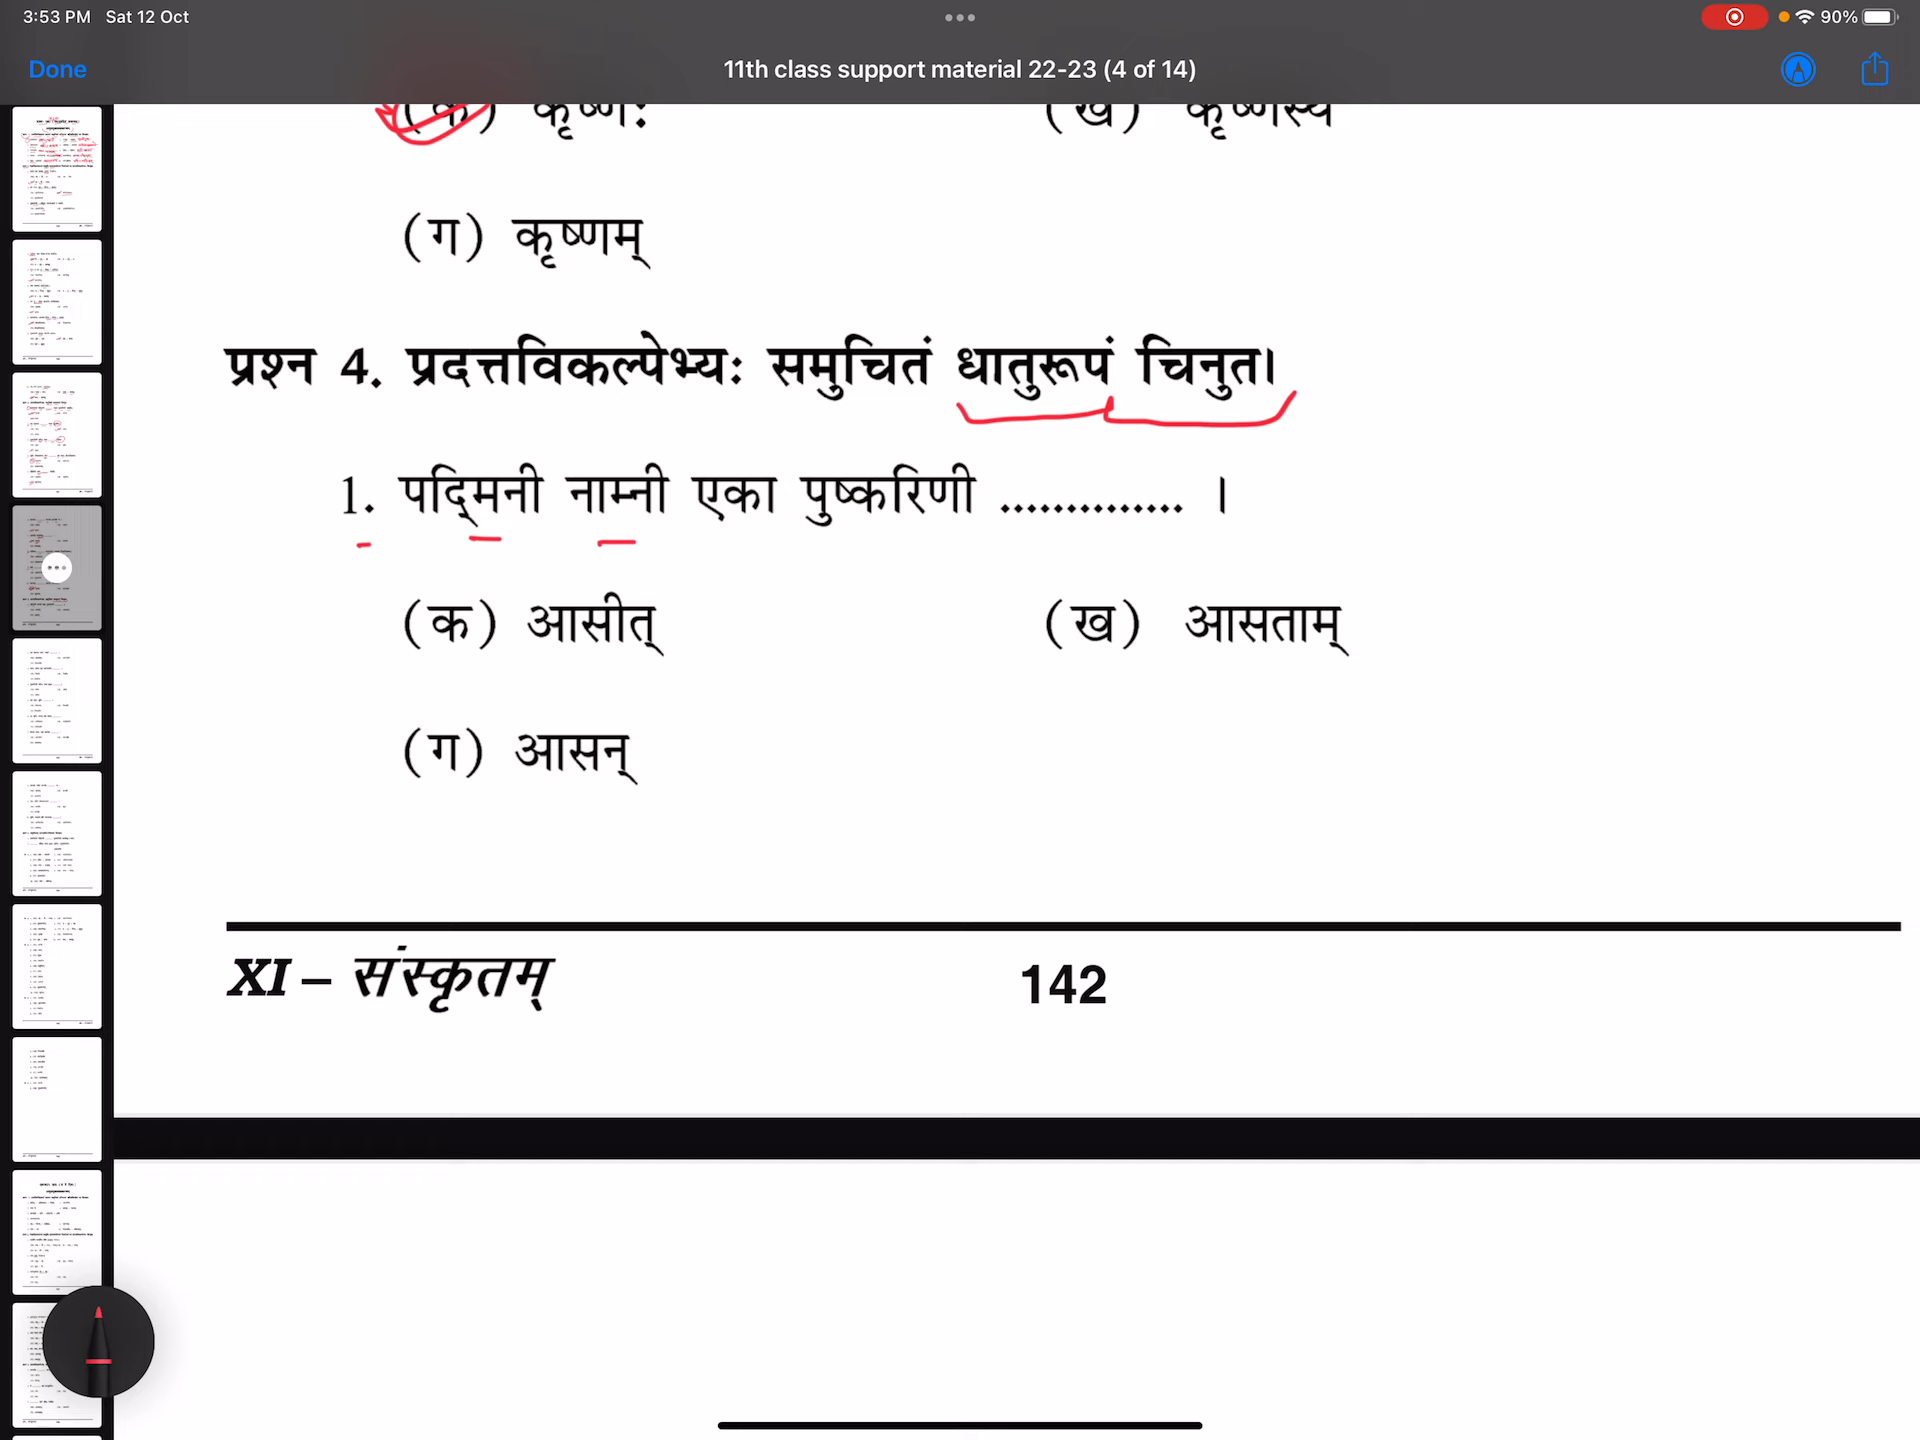 3:53 PM Sat 12 Oct
90%
Done
11th class support material 22-23 (4 of 14)
(क) कृष्णः (ख) कृष्णस्य
(ग) कृष्णम्
प्रश्न 4. प्रदत्तविकल्पेभ्यः समुचितं धातुरूपं चिनुत।
1. पद्मिनी नाम्नी एका पुष्करिणी .............. ।
(क) आसीत् (ख) आसताम्
(ग) आसन्
XI – संस्कृतम् 142